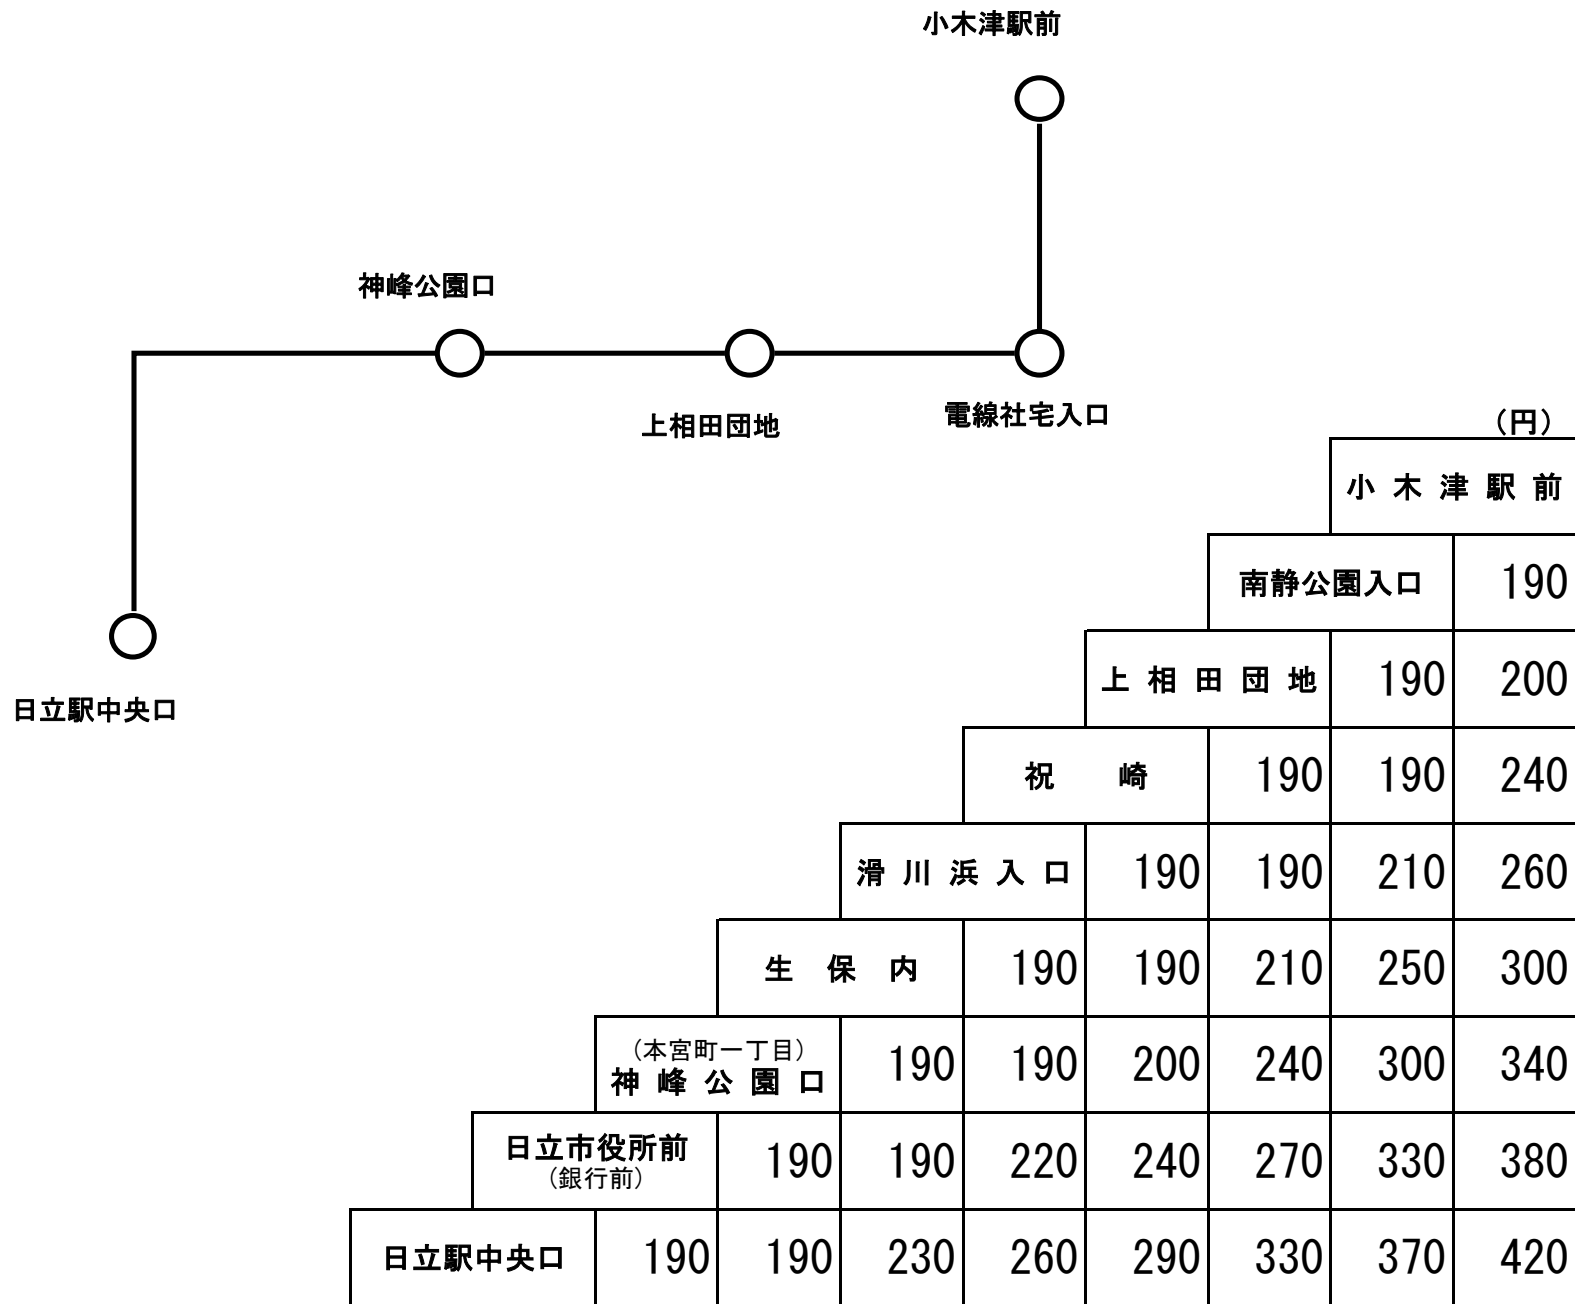 小木津駅前
神峰公園口
上相田団地
電線社宅入口
日立駅中央口
（円）
小木津駅前
南静公園入口 190
上相田団地 190 200
祝崎 190 190 240
滑川浜入口 190 190 210 260
生保内 190 190 210 250 300
（本宮町一丁目）
神峰公園口 190 190 200 240 300 340
日立市役所前 190 190 220 240 270 330 380
（銀行前）
日立駅中央口 190 190 230 260 290 330 370 420